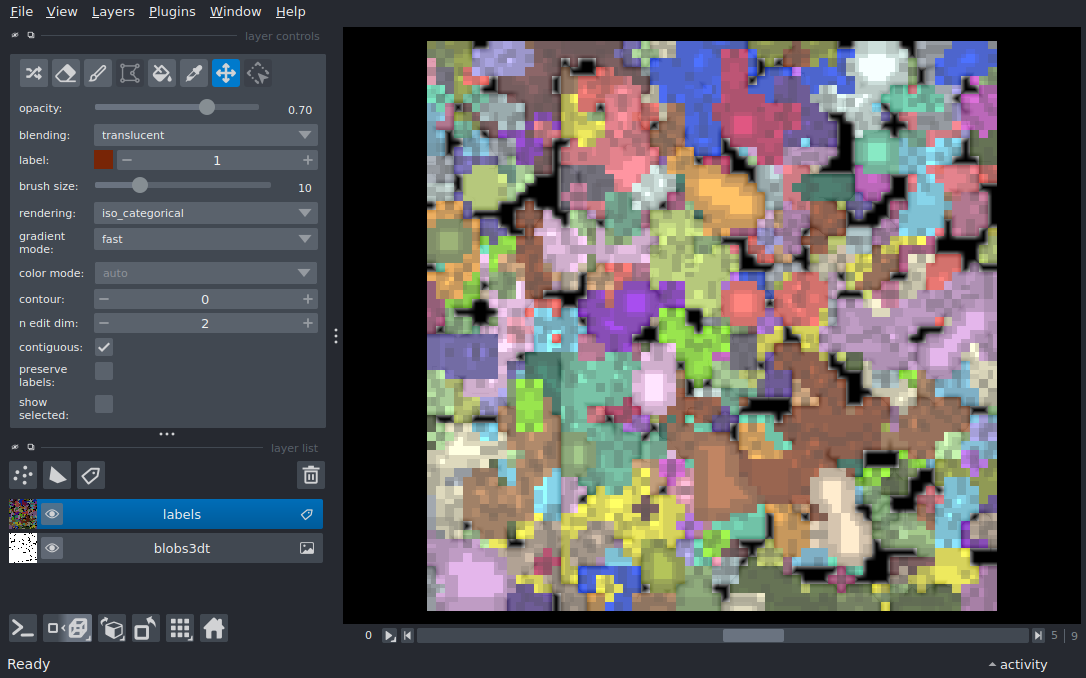 File View Layers Plugins Window Help
layer controls
opacity: 0.70
blending: translucent
label: 1
brush size: 10
rendering: iso_categorical
gradient
mode: fast
color mode: auto
contour: 0
n edit dim: 2
contiguous:
preserve
labels:
show
selected:
layer list
labels
blobs3dt
0 5 | 9
Ready activity